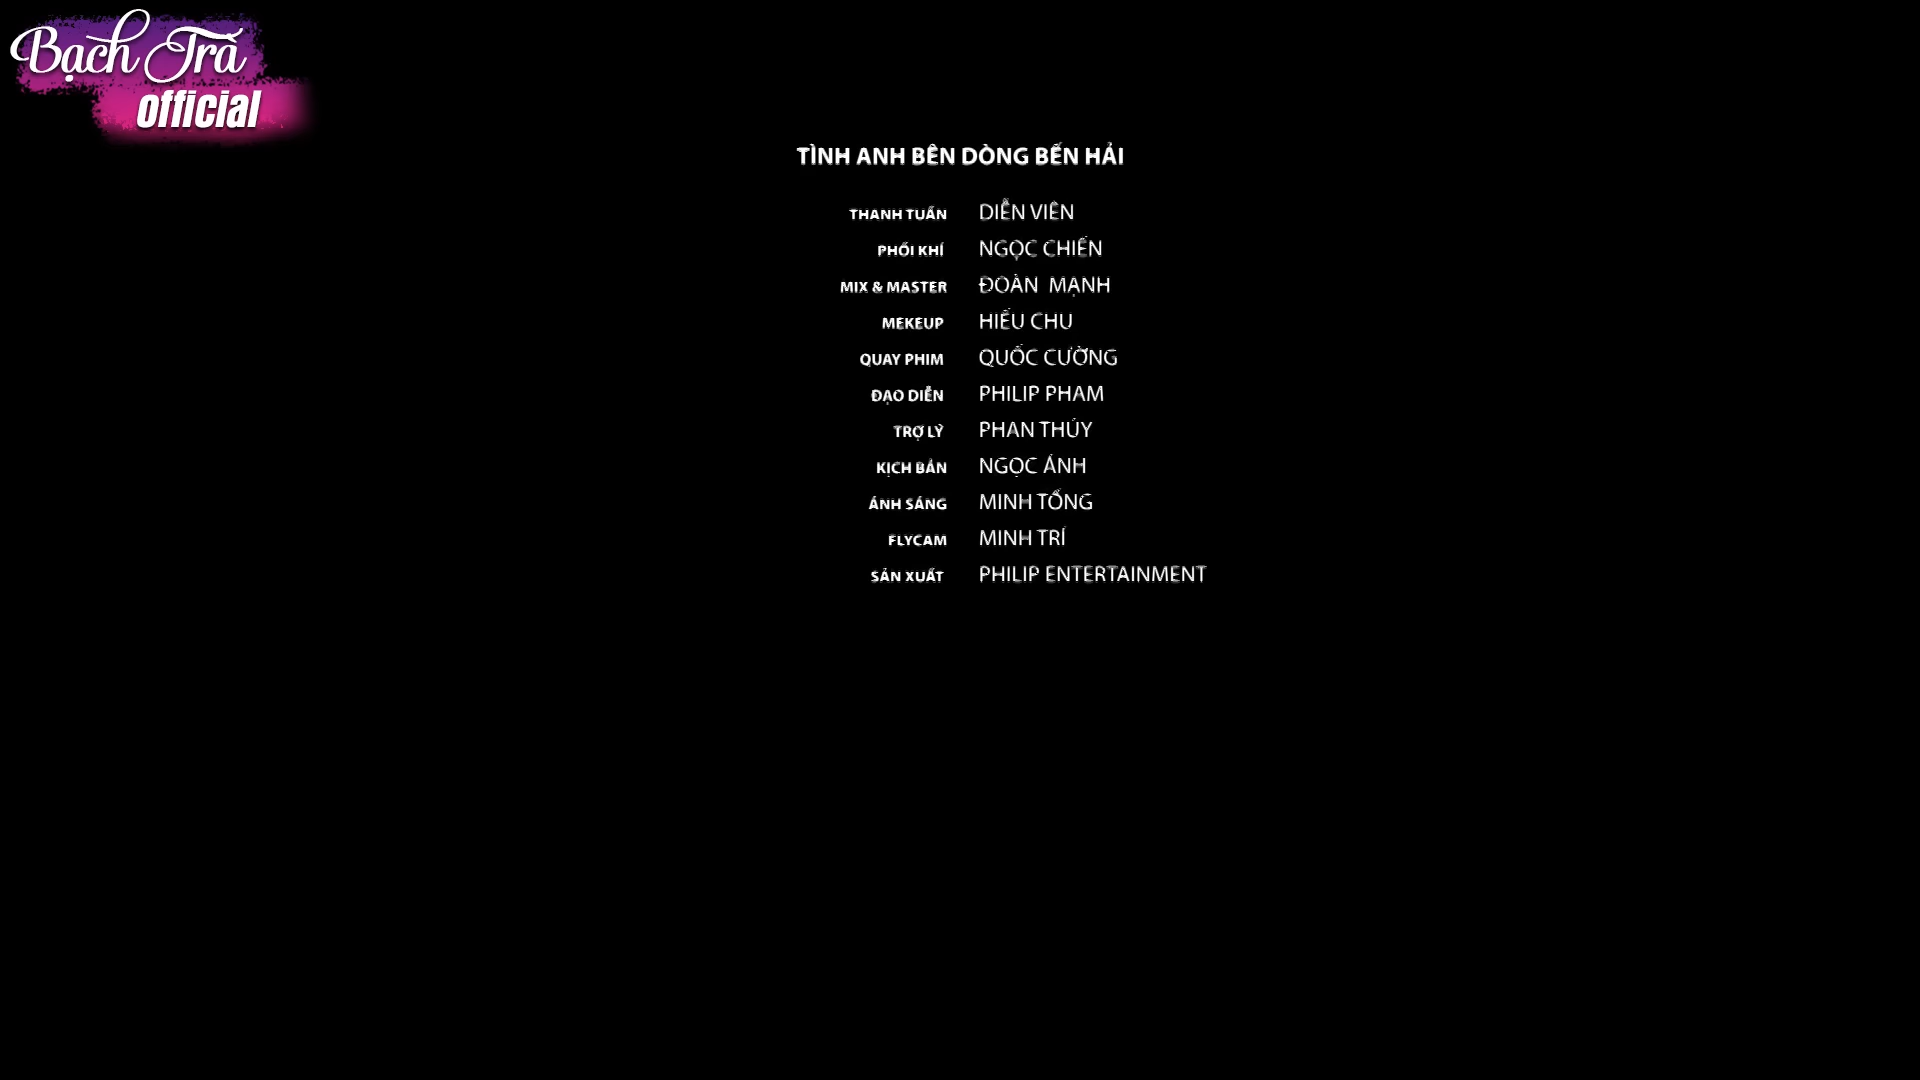 Bạch Trà
official
TÌNH ANH BÊN DÒNG BẾN HẢI
THANH TUẤN DIỄN VIÊN
PHỐI KHÍ NGỌC CHIẾN
MIX & MASTER ĐOÀN MẠNH
MEKEUP HIẾU CHU
QUAY PHIM QUỐC CƯỜNG
ĐẠO DIỄN PHILIP PHAM
TRỢ LÝ PHAN THÚY
KỊCH BẢN NGỌC ÁNH
ÁNH SÁNG MINH TỐNG
FLYCAM MINH TRÍ
SẢN XUẤT PHILIP ENTERTAINMENT